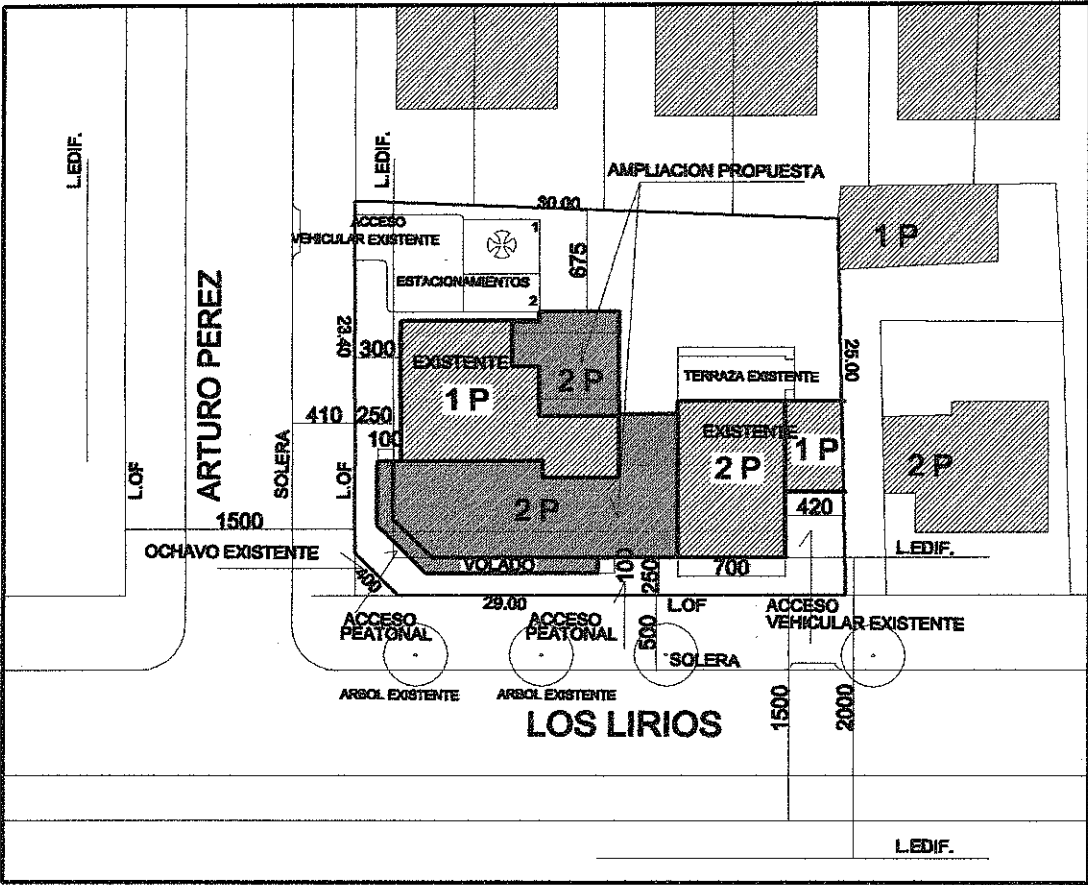 L.EDIF.
L.EDIF.
AMPLIACION PROPUESTA
30.00
ACCESO
VEHICULAR EXISTENTE
1
675
1 P
ESTACIONAMIENTOS
2
ARTURO PEREZ
23.40
300
EXISTENTE
1 P
2 P
TERRAZA EXISTENTE
25.00
410
250
100
SOLERA
L.OF
L.OF
EXISTENTE
2 P
1 P
2 P
2 P
420
1500
OCHAVO EXISTENTE
L.EDIF.
VOLADO
400
100
250
700
29.00
L.OF
ACCESO
PEATONAL
ACCESO
PEATONAL
500
ACCESO
VEHICULAR EXISTENTE
SOLERA
ARBOL EXISTENTE
ARBOL EXISTENTE
LOS LIRIOS
1500
2000
L.EDIF.